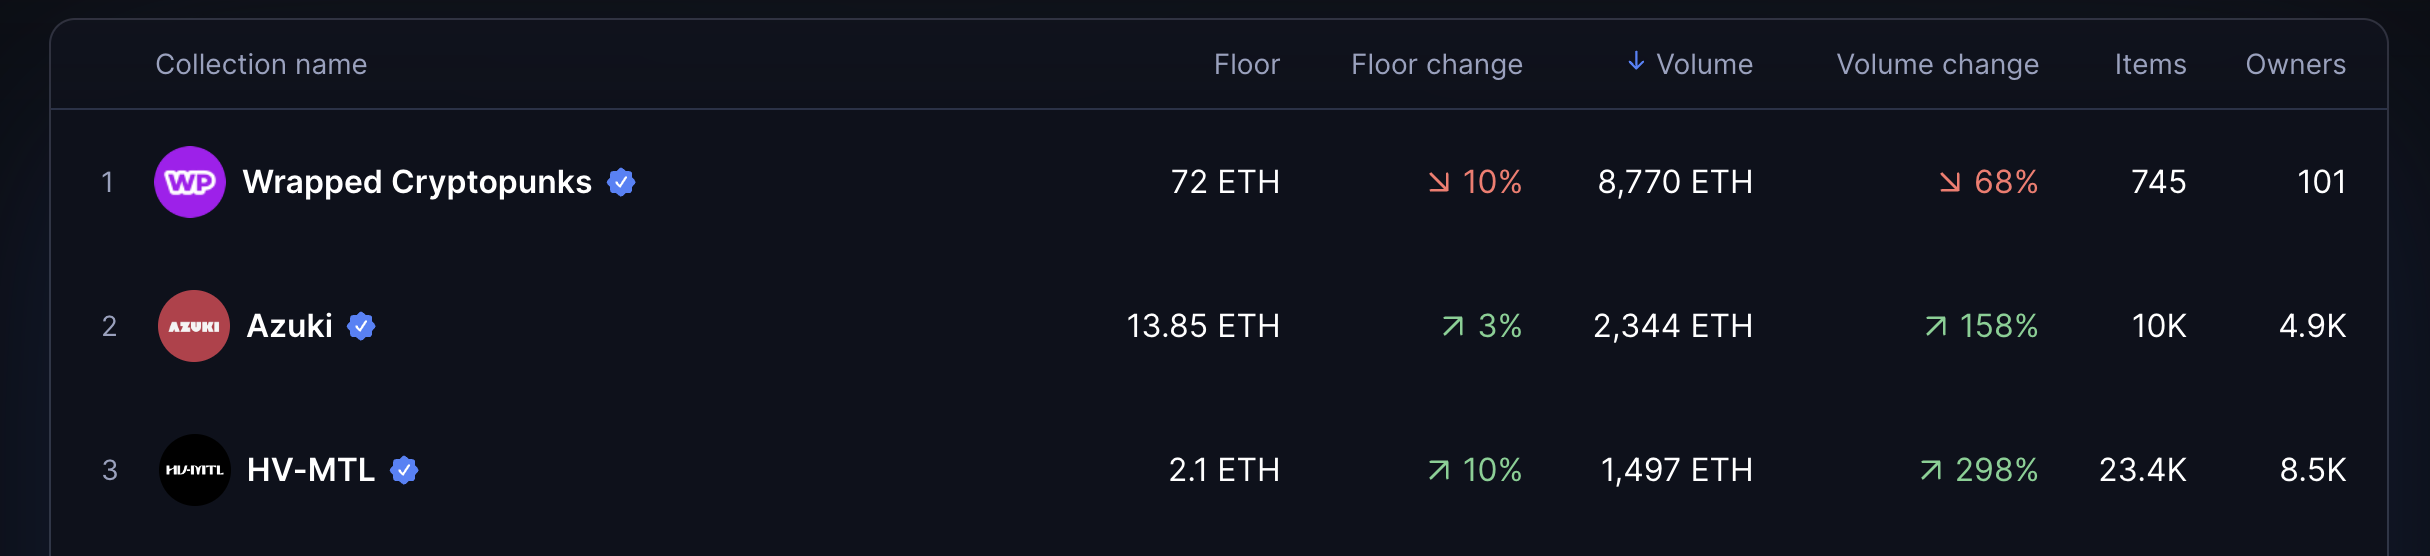 Collection name Floor Floor change ↓ Volume Volume change Items Owners
1 WP Wrapped Cryptopunks 72 ETH ↘ 10% 8,770 ETH ↘ 68% 745 101
2 AZUKI Azuki 13.85 ETH ↗ 3% 2,344 ETH ↗ 158% 10K 4.9K
3 HV-MTL HV-MTL 2.1 ETH ↗ 10% 1,497 ETH ↗ 298% 23.4K 8.5K